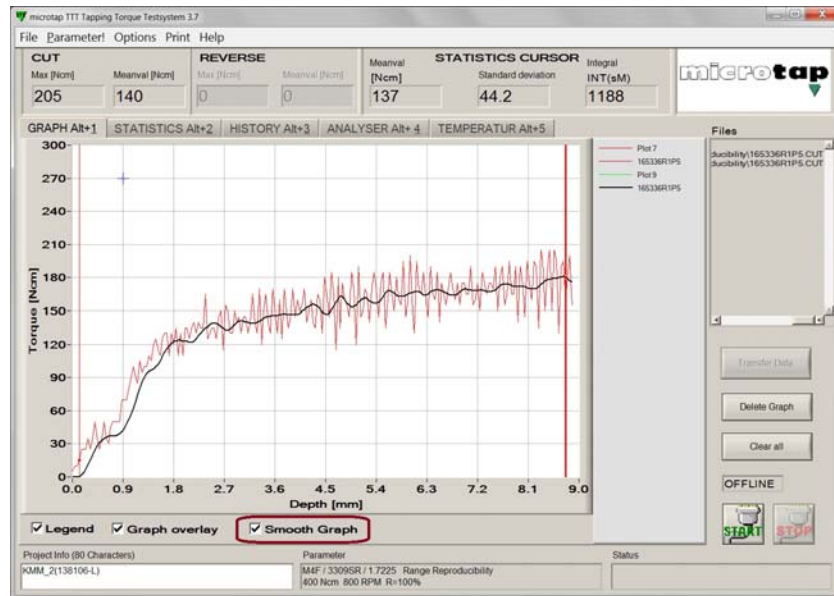 microtap TTT Tapping Torque Testsystem 3.7
File Parameter! Options Print Help
CUT
REVERSE
STATISTICS CURSOR
Max [Ncm] Meanval [Ncm] Max [Ncm] Meanval [Ncm] Meanval [Ncm] Standard deviation Integral INT(sM)
205 140 0 0 137 44.2 1188
microtap
GRAPH Alt+1 STATISTICS Alt+2 HISTORY Alt+3 ANALYSER Alt+ 4 TEMPERATUR Alt+5
Files
ducibility\165336R1P5.CUT
ducibility\165336R1P5.CUT
Plot 7
165336R1P5
Plot 9
165336R1P5
300
270
240
210
180
150
120
90
60
30
0
Torque [Ncm]
0.0 0.9 1.8 2.7 3.6 4.5 5.4 6.3 7.2 8.1 9.0
Depth [mm]
Transfer Data
Delete Graph
Clear all
OFFLINE
START STOP
Legend Graph overlay Smooth Graph
Project Info (80 Characters) Parameter Status
KMM_2(138106-L)
M4F / 3309SR / 1.7225 Range Reproducibility
400 Ncm 800 RPM R=100%